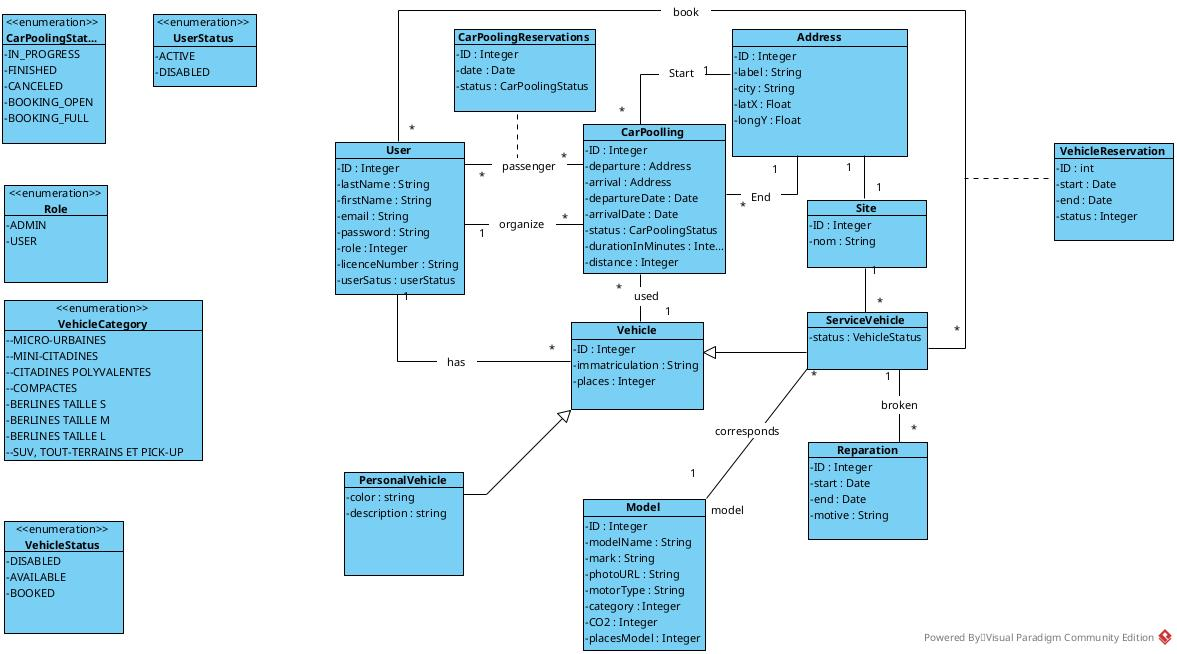 <<enumeration>>
CarPoolingStat...
-IN_PROGRESS
-FINISHED
-CANCELED
-BOOKING_OPEN
-BOOKING_FULL
<<enumeration>>
UserStatus
-ACTIVE
-DISABLED
<<enumeration>>
Role
-ADMIN
-USER
<<enumeration>>
VehicleCategory
--MICRO-URBAINES
--MINI-CITADINES
--CITADINES POLYVALENTES
--COMPACTES
-BERLINES TAILLE S
-BERLINES TAILLE M
-BERLINES TAILLE L
--SUV, TOUT-TERRAINS ET PICK-UP
<<enumeration>>
VehicleStatus
-DISABLED
-AVAILABLE
-BOOKED
book
*
*
CarPoolingReservations
-ID : Integer
-date : Date
-status : CarPoolingStatus
Start
1
*
Address
-ID : Integer
-label : String
-city : String
-latX : Float
-longY : Float
User
-ID : Integer
-lastName : String
-firstName : String
-email : String
-password : String
-role : Integer
-licenceNumber : String
-userSatus : userStatus
passenger
*
*
organize
1
*
CarPoolling
-ID : Integer
-departure : Address
-arrival : Address
-departureDate : Date
-arrivalDate : Date
-status : CarPoolingStatus
-durationInMinutes : Inte...
-distance : Integer
End
1
*
1
1
Site
-ID : Integer
-nom : String
1
*
VehicleReservation
-ID : int
-start : Date
-end : Date
-status : Integer
used
*
1
has
1
*
Vehicle
-ID : Integer
-immatriculation : String
-places : Integer
ServiceVehicle
-status : VehicleStatus
*
corresponds
1
model
1
broken
*
Reparation
-ID : Integer
-start : Date
-end : Date
-motive : String
PersonalVehicle
-color : string
-description : string
Model
-ID : Integer
-modelName : String
-mark : String
-photoURL : String
-motorType : String
-category : Integer
-CO2 : Integer
-placesModel : Integer
Powered By Visual Paradigm Community Edition